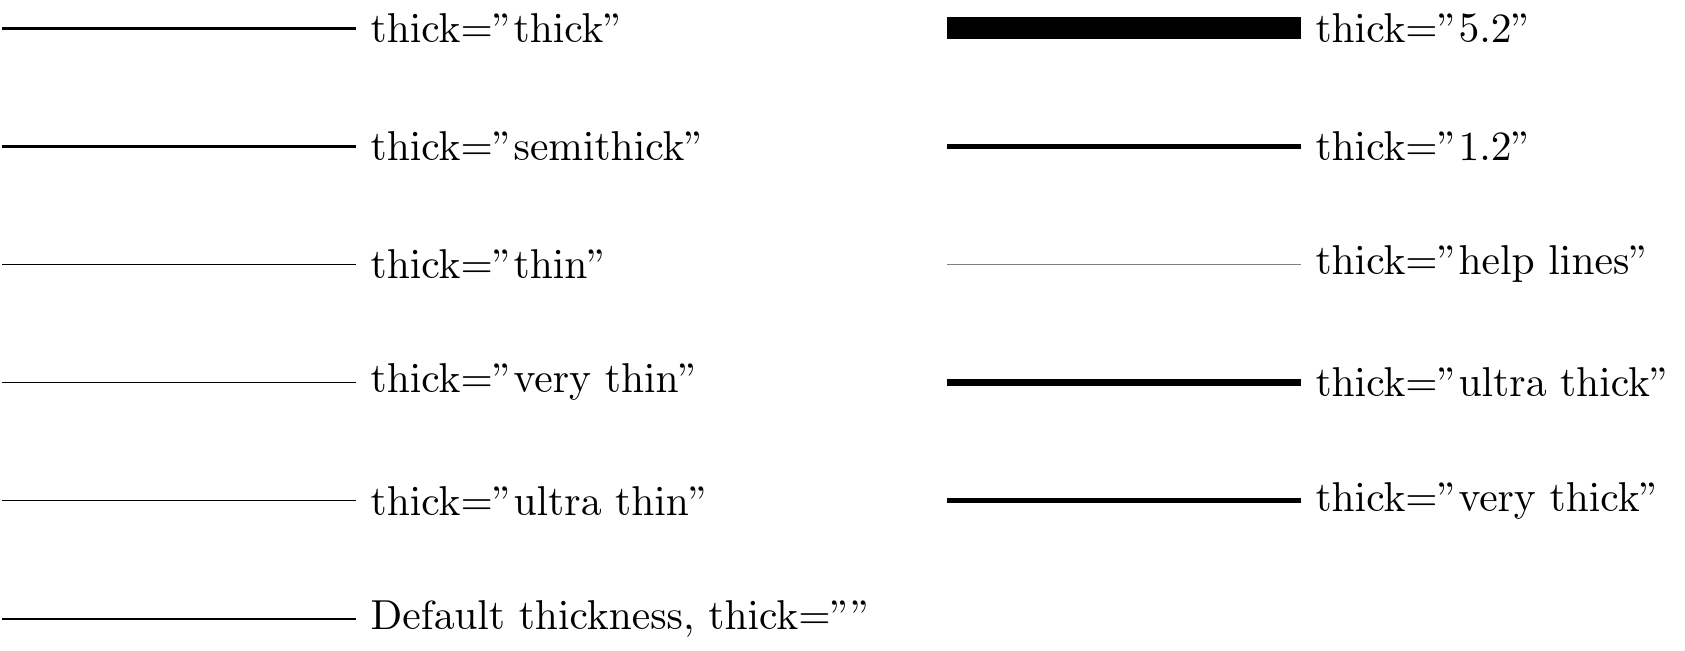 thick=”thick”
thick=”semithick”
thick=”thin”
thick=”very thin”
thick=”ultra thin”
Default thickness, thick=””
thick=”5.2”
thick=”1.2”
thick=”help lines”
thick=”ultra thick”
thick=”very thick”